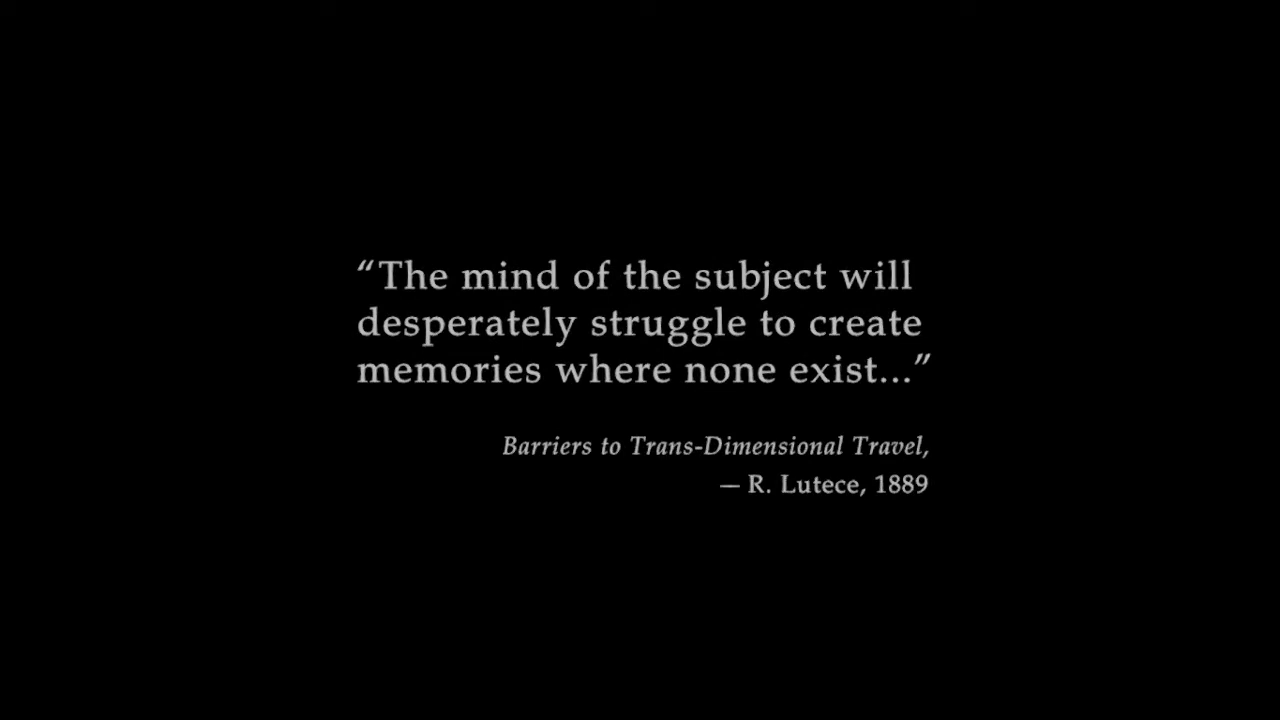 “The mind of the subject will
desperately struggle to create
memories where none exist...”
Barriers to Trans-Dimensional Travel,
— R. Lutece, 1889